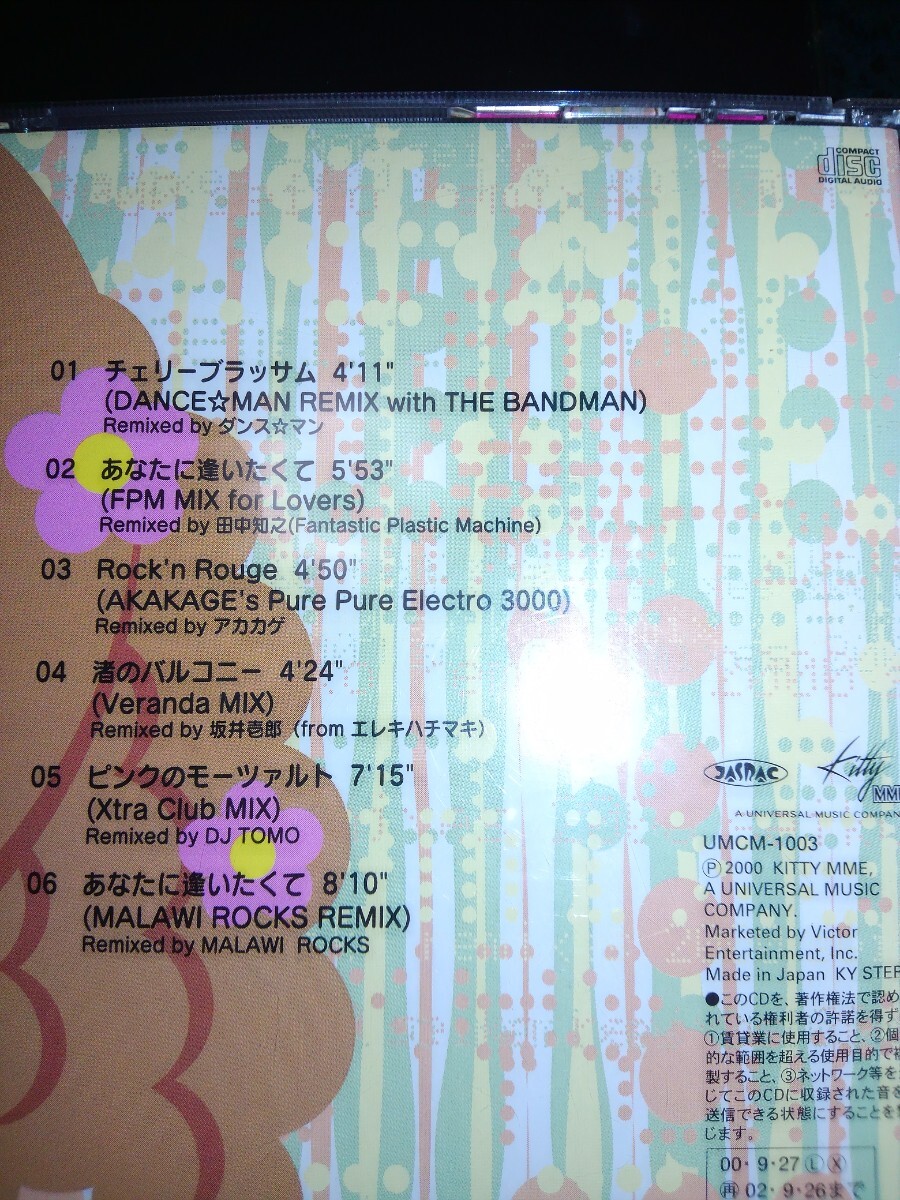 COMPACT
disc
DIGITAL AUDIO
01 チェリーブラッサム 4'11"
(DANCE☆MAN REMIX with THE BANDMAN)
Remixed by ダンス☆マン
02 あなたに逢いたくて 5'53"
(FPM MIX for Lovers)
Remixed by 田中知之(Fantastic Plastic Machine)
03 Rock'n Rouge 4'50"
(AKAKAGE's Pure Pure Electro 3000)
Remixed by アカカゲ
04 渚のバルコニー 4'24"
(Veranda MIX)
Remixed by 坂井壱郎 (from エレキハチマキ)
05 ピンクのモーツァルト 7'15"
(Xtra Club MIX)
Remixed by DJ TOMO
06 あなたに逢いたくて 8'10"
(MALAWI ROCKS REMIX)
Remixed by MALAWI ROCKS
JASRAC
Kitty
MME
A UNIVERSAL MUSIC COMPAN
UMCM-1003
Ⓟ2000 KITTY MME,
A UNIVERSAL MUSIC
COMPANY.
Marketed by Victor
Entertainment, Inc.
Made in Japan KY STER
●このCDを、著作権法で認め
れている権利者の許諾を得ず
①賃貸業に使用すること、②個
的な範囲を超える使用目的で複
製すること、③ネットワーク等を
じてこのCDに収録された音を
送信できる状態にすることを
じます。
00・9・27 Ⓛ Ⓧ
再 02・9・26まで